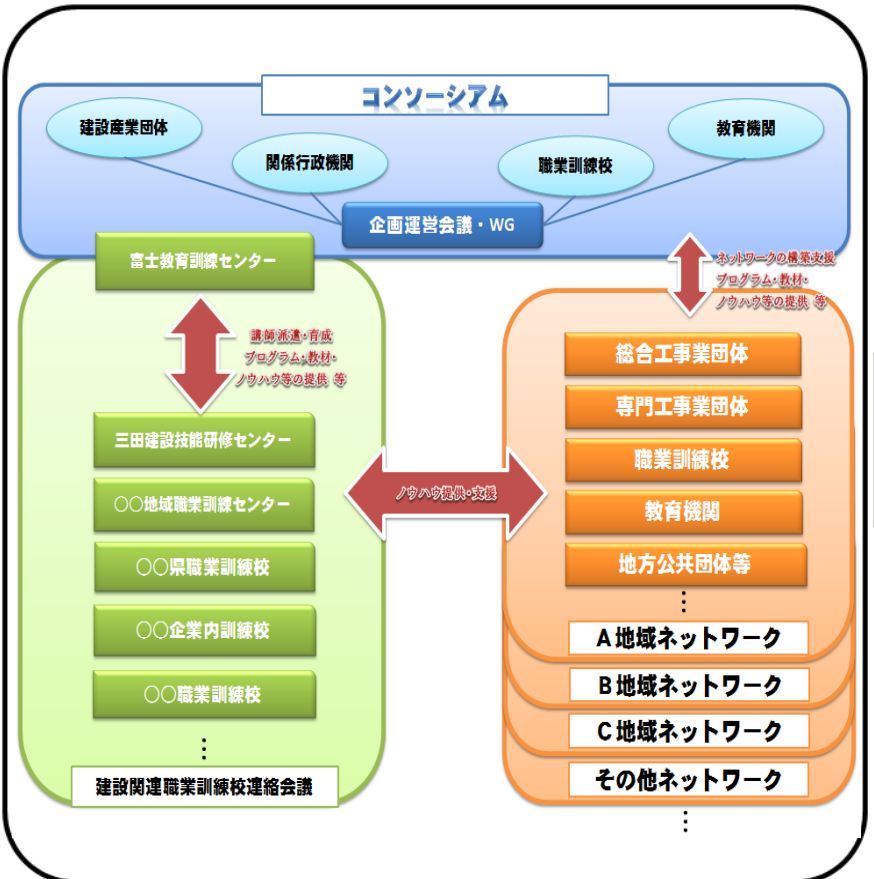 コンソーシアム
建設産業団体
関係行政機関
職業訓練校
教育機関
企画運営会議・WG
富士教育訓練センター
講師派遣・育成
プログラム・教材・
ノウハウ等の提供 等
三田建設技能研修センター
〇〇地域職業訓練センター
〇〇県職業訓練校
〇〇企業内訓練校
〇〇職業訓練校
⋮
建設関連職業訓練校連絡会議
ノウハウ提供・支援
ネットワークの構築支援
プログラム・教材・
ノウハウ等の提供 等
総合工事業団体
専門工事業団体
職業訓練校
教育機関
地方公共団体等
⋮
A地域ネットワーク
B地域ネットワーク
C地域ネットワーク
その他ネットワーク
⋮